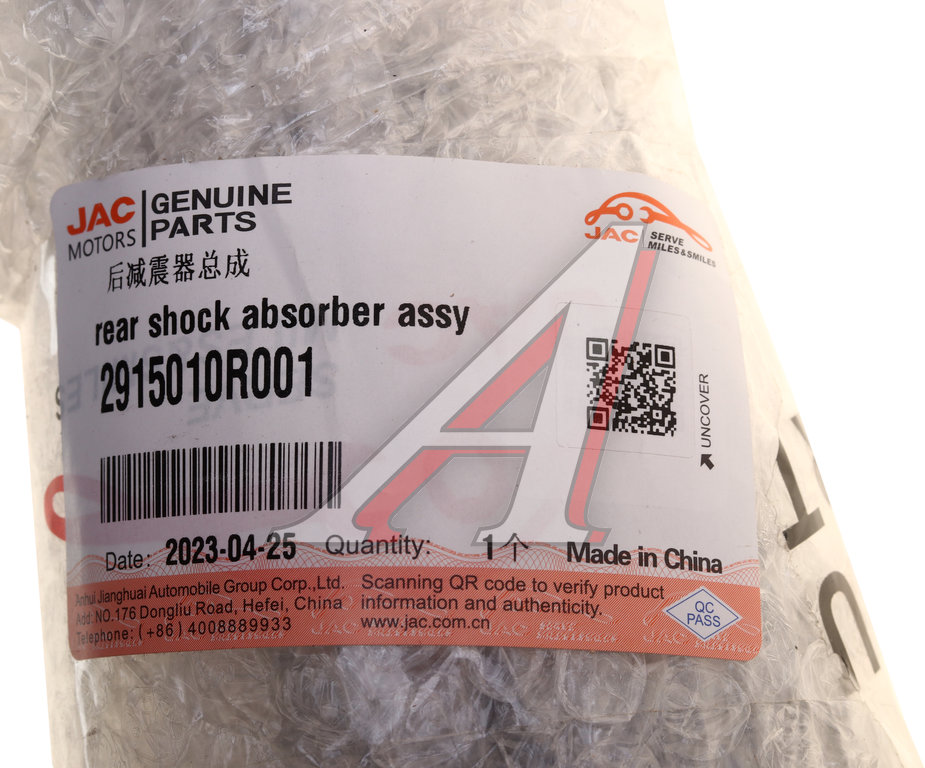 JAC
MOTORS
GENUINE
PARTS
JAC
SERVE
MILES&SMILES
后减震器总成
rear shock absorber assy
2915010R001
UNCOVER
Date: 2023-04-25 Quantity: 1个 Made in China
Anhui Jianghuai Automobile Group Corp.,Ltd.
Add: NO.176 Dongliu Road, Hefei, China
Telephone: (+86) 4008889933
Scanning QR code to verify product
information and authenticity.
www.jac.com.cn
QC
PASS